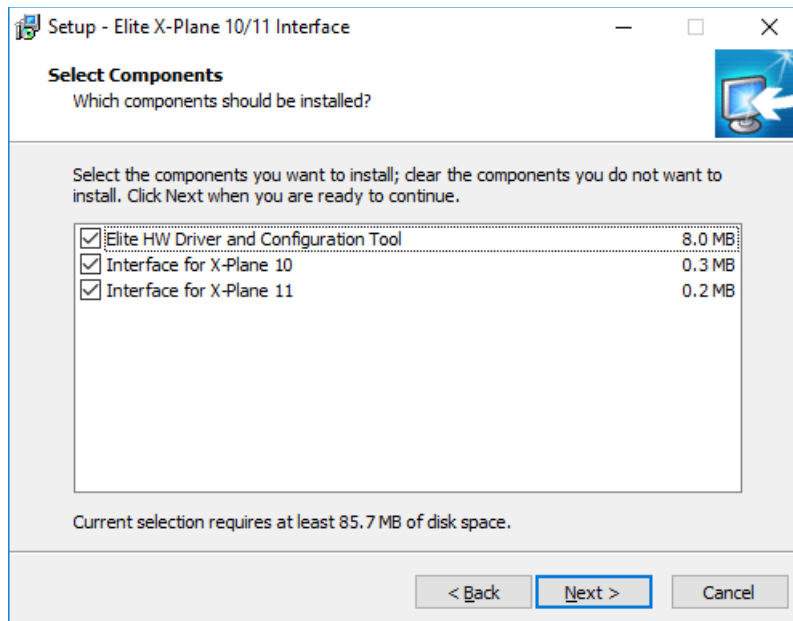 Setup - Elite X-Plane 10/11 Interface
Select Components
Which components should be installed?
Select the components you want to install; clear the components you do not want to
install. Click Next when you are ready to continue.
Elite HW Driver and Configuration Tool 8.0 MB
Interface for X-Plane 10 0.3 MB
Interface for X-Plane 11 0.2 MB
Current selection requires at least 85.7 MB of disk space.
< Back Next > Cancel